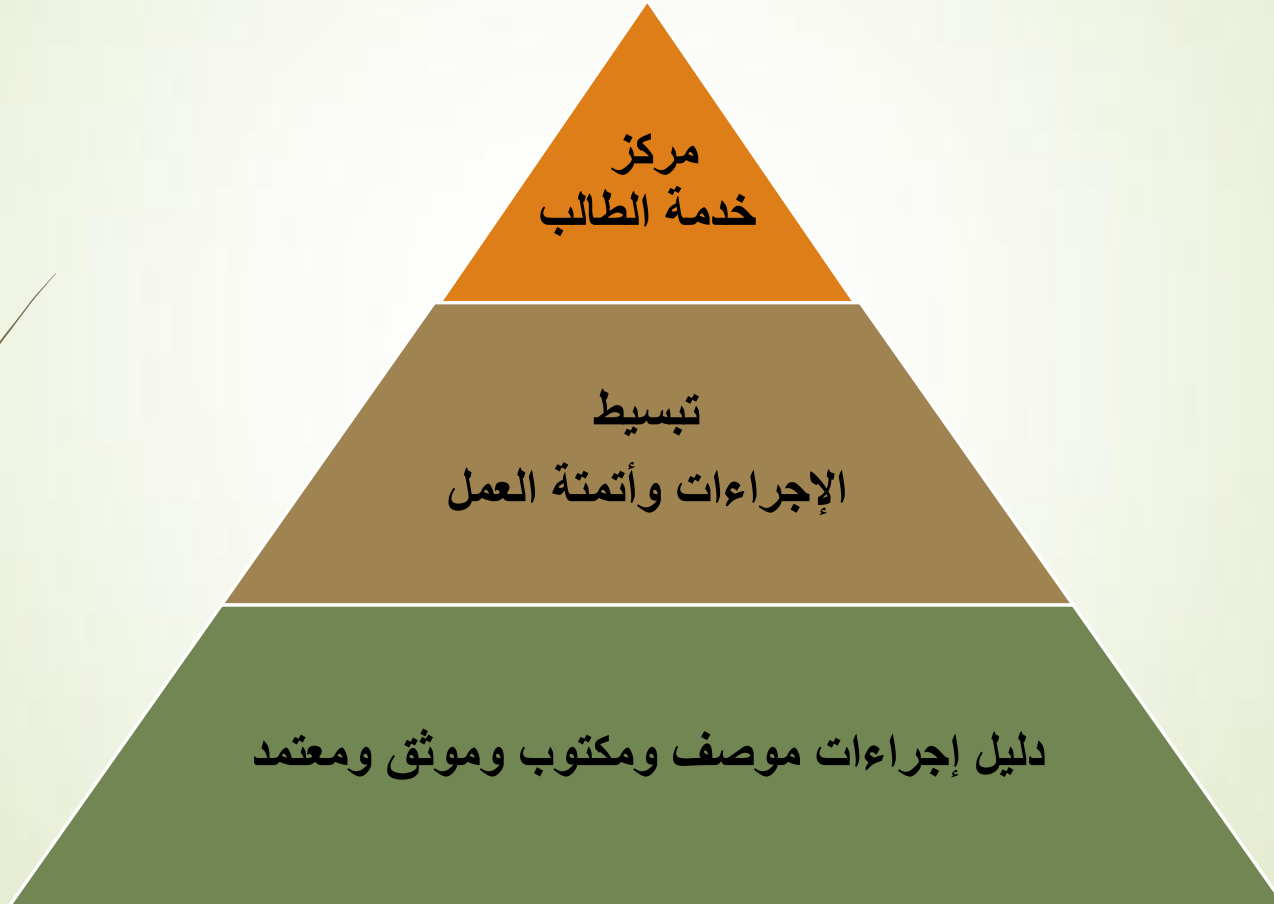 مركز
خدمة الطالب
تبسيط
الإجراءات وأتمتة العمل
دليل إجراءات موصف ومكتوب وموثق ومعتمد